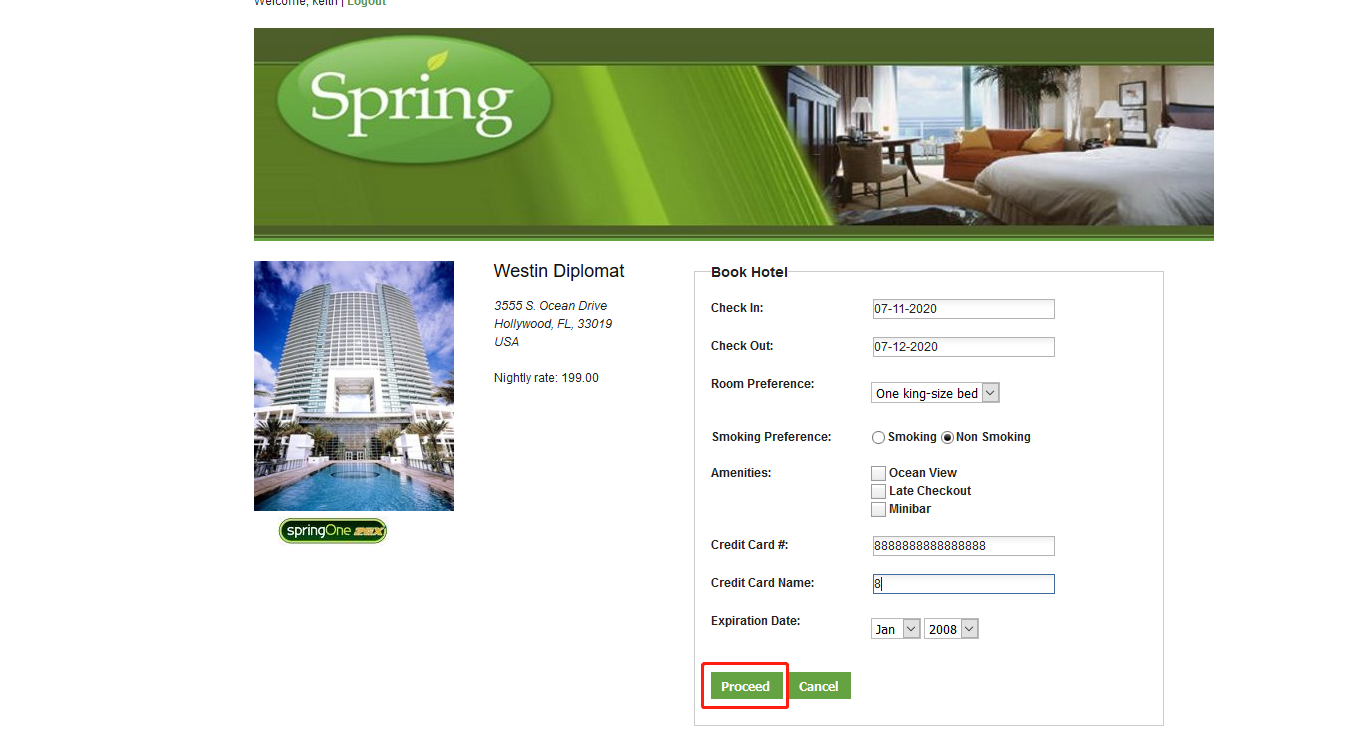 Welcome, keith | Logout
Spring
Westin Diplomat
3555 S. Ocean Drive
Hollywood, FL, 33019
USA
Nightly rate: 199.00
springOne 2GX
Book Hotel
Check In: 07-11-2020
Check Out: 07-12-2020
Room Preference: One king-size bed
Smoking Preference: Smoking Non Smoking
Amenities: Ocean View
Late Checkout
Minibar
Credit Card #: 8888888888888888
Credit Card Name: 8
Expiration Date: Jan 2008
Proceed Cancel